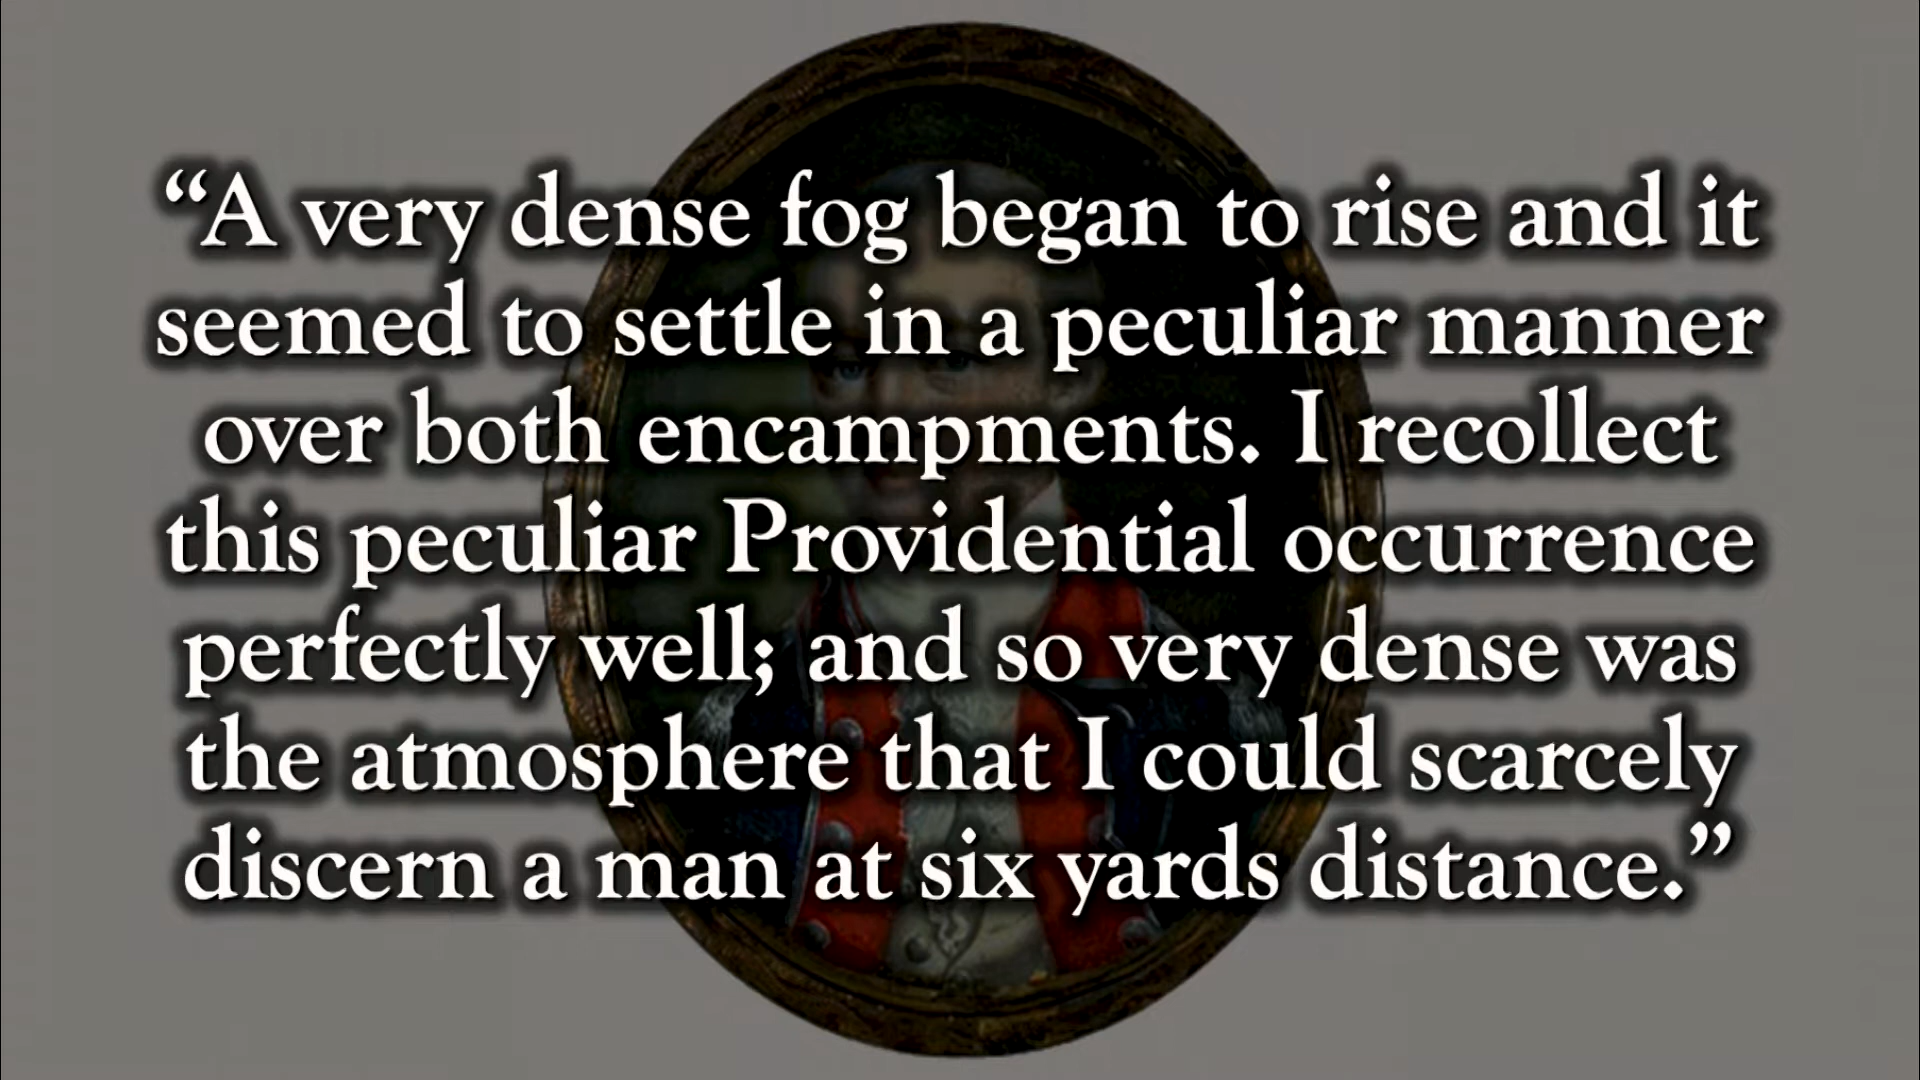 “A very dense fog began to rise and it
seemed to settle in a peculiar manner
over both encampments. I recollect
this peculiar Providential occurrence
perfectly well; and so very dense was
the atmosphere that I could scarcely
discern a man at six yards distance.”